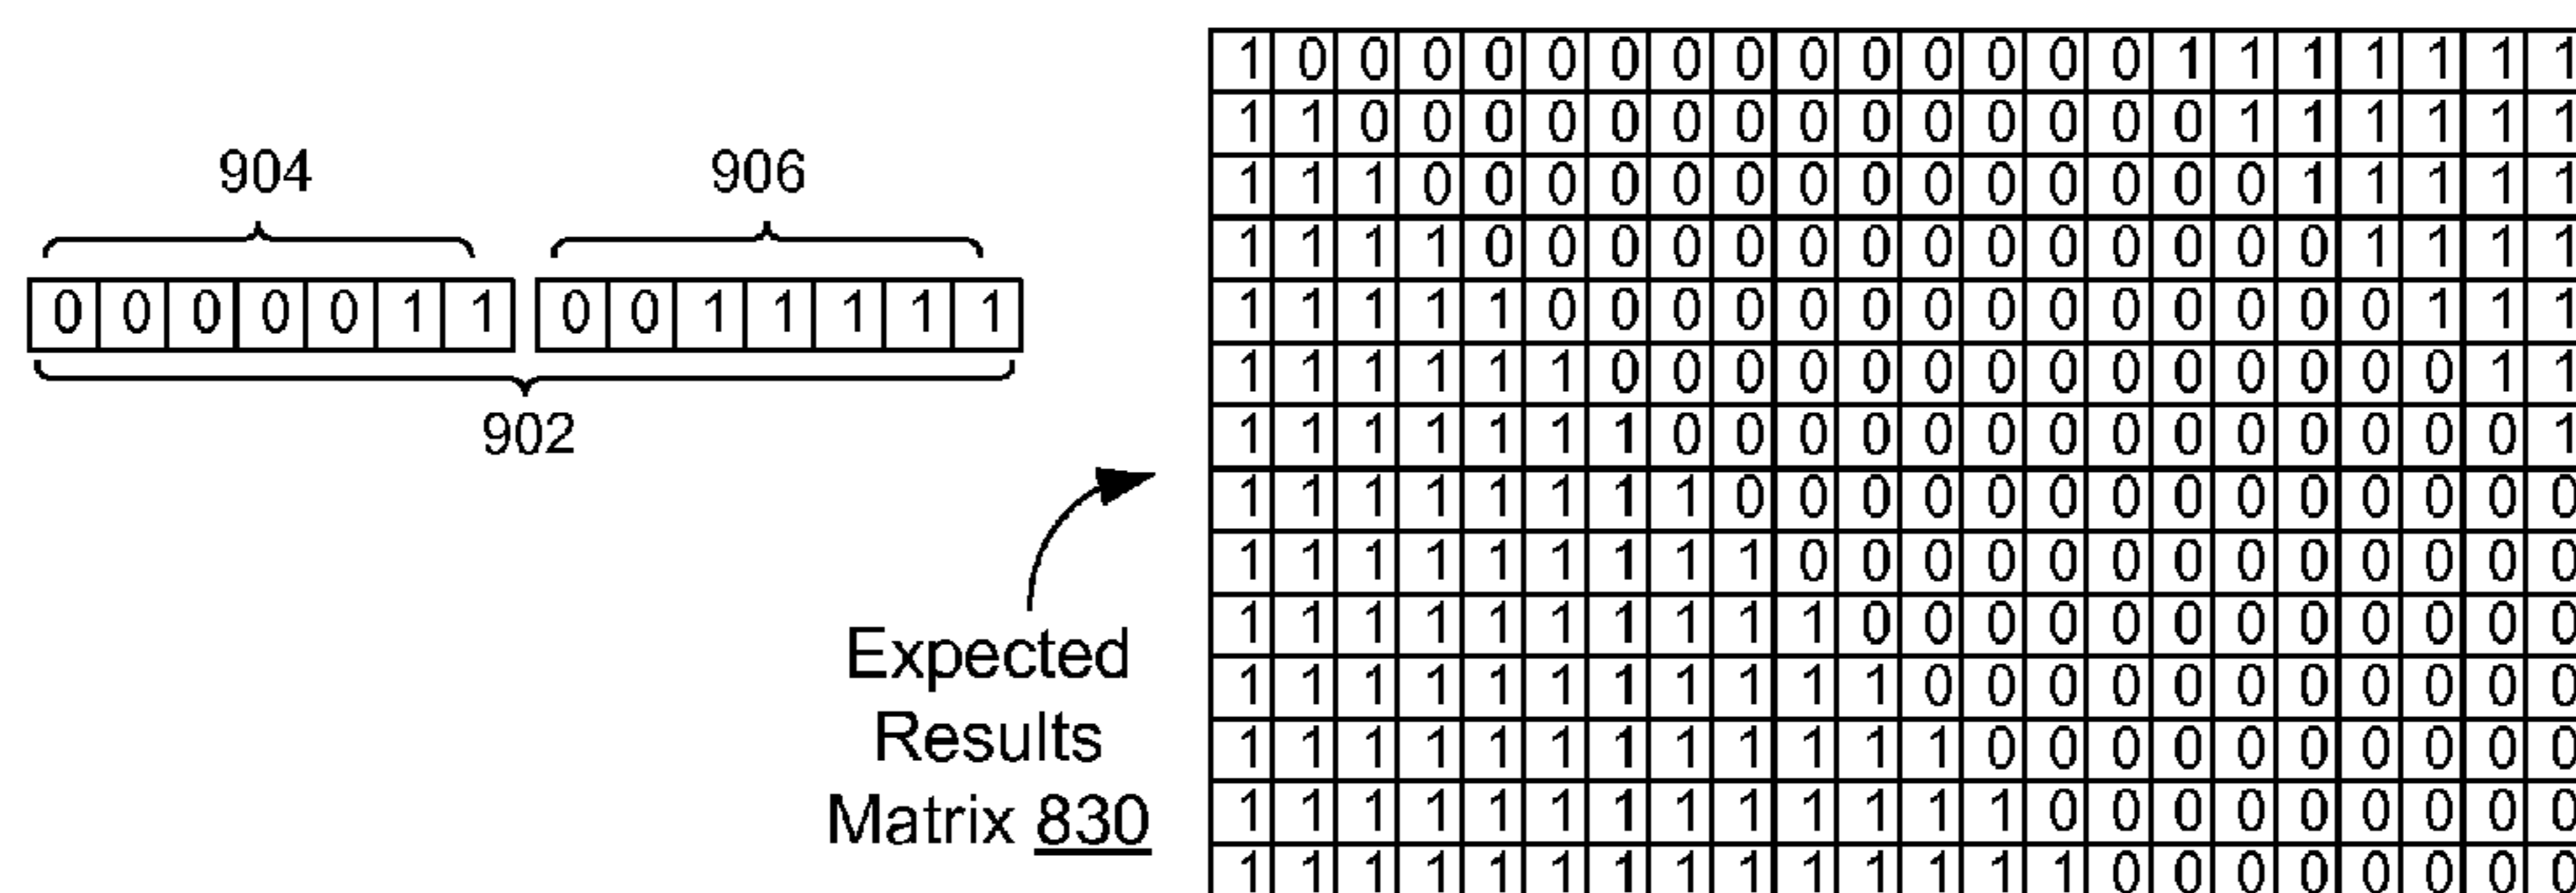 904 906
0 0 0 0 0 1 1 0 0 1 1 1 1 1
902
Expected
Results
Matrix 830
1 0 0 0 0 0 0 0 0 0 0 0 0 0 0 1 1 1 1 1 1 1
1 1 0 0 0 0 0 0 0 0 0 0 0 0 0 0 1 1 1 1 1 1
1 1 1 0 0 0 0 0 0 0 0 0 0 0 0 0 0 1 1 1 1 1
1 1 1 1 0 0 0 0 0 0 0 0 0 0 0 0 0 0 1 1 1 1
1 1 1 1 1 0 0 0 0 0 0 0 0 0 0 0 0 0 0 1 1 1
1 1 1 1 1 1 0 0 0 0 0 0 0 0 0 0 0 0 0 0 1 1
1 1 1 1 1 1 1 0 0 0 0 0 0 0 0 0 0 0 0 0 0 1
1 1 1 1 1 1 1 1 0 0 0 0 0 0 0 0 0 0 0 0 0 0
1 1 1 1 1 1 1 1 1 0 0 0 0 0 0 0 0 0 0 0 0 0
1 1 1 1 1 1 1 1 1 1 0 0 0 0 0 0 0 0 0 0 0 0
1 1 1 1 1 1 1 1 1 1 1 0 0 0 0 0 0 0 0 0 0 0
1 1 1 1 1 1 1 1 1 1 1 1 0 0 0 0 0 0 0 0 0 0
1 1 1 1 1 1 1 1 1 1 1 1 1 0 0 0 0 0 0 0 0 0
1 1 1 1 1 1 1 1 1 1 1 1 1 1 0 0 0 0 0 0 0 0